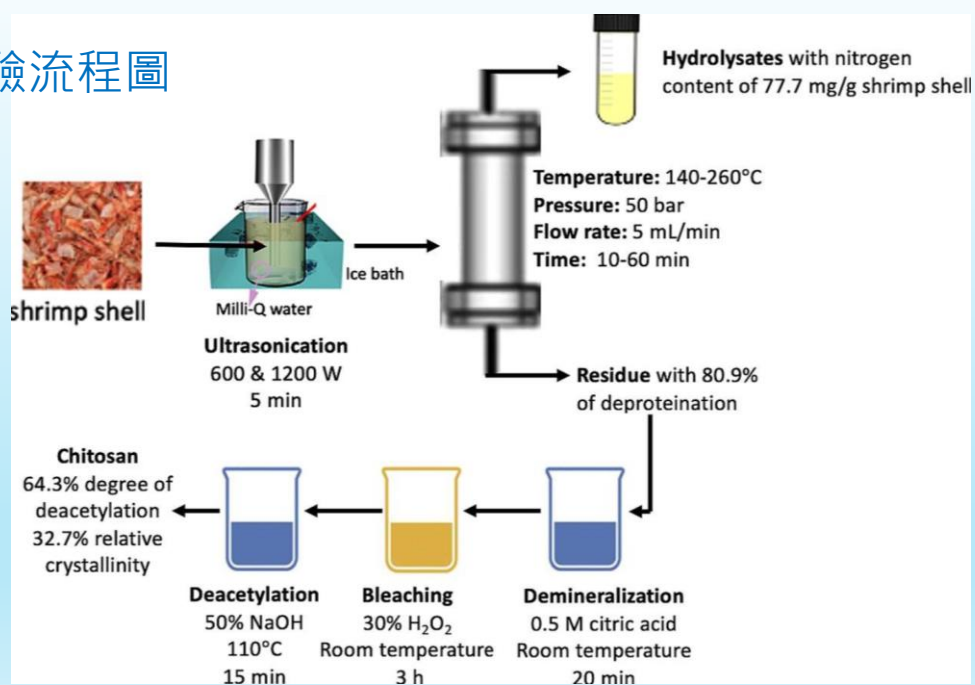 驗流程圖
Hydrolysates with nitrogen
content of 77.7 mg/g shrimp shell
Temperature: 140-260°C
Pressure: 50 bar
Flow rate: 5 mL/min
Time: 10-60 min
shrimp shell
Ice bath
Milli-Q water
Ultrasonication
600 & 1200 W
5 min
Residue with 80.9%
of deproteination
Chitosan
64.3% degree of
deacetylation
32.7% relative
crystallinity
Deacetylation
50% NaOH
110°C
15 min
Bleaching
30% H₂O₂
Room temperature
3 h
Demineralization
0.5 M citric acid
Room temperature
20 min